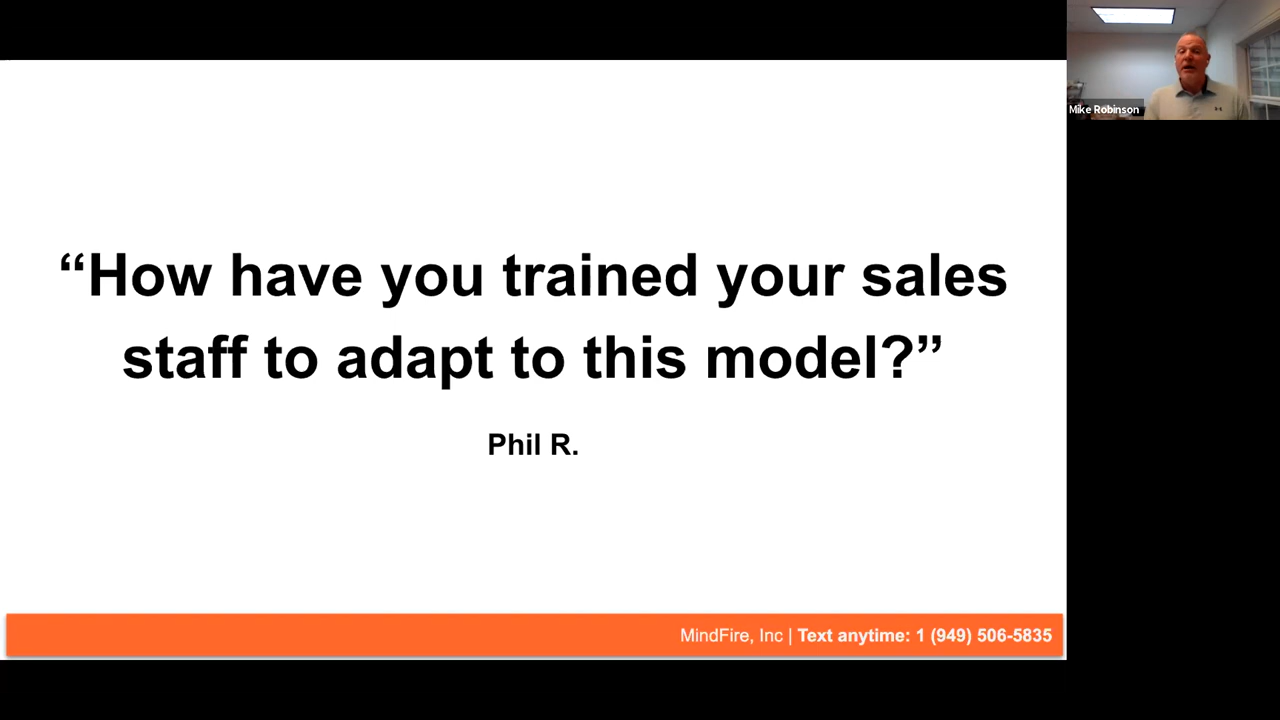 Mike Robinson
“How have you trained your sales
staff to adapt to this model?”
Phil R.
MindFire, Inc | Text anytime: 1 (949) 506-5835